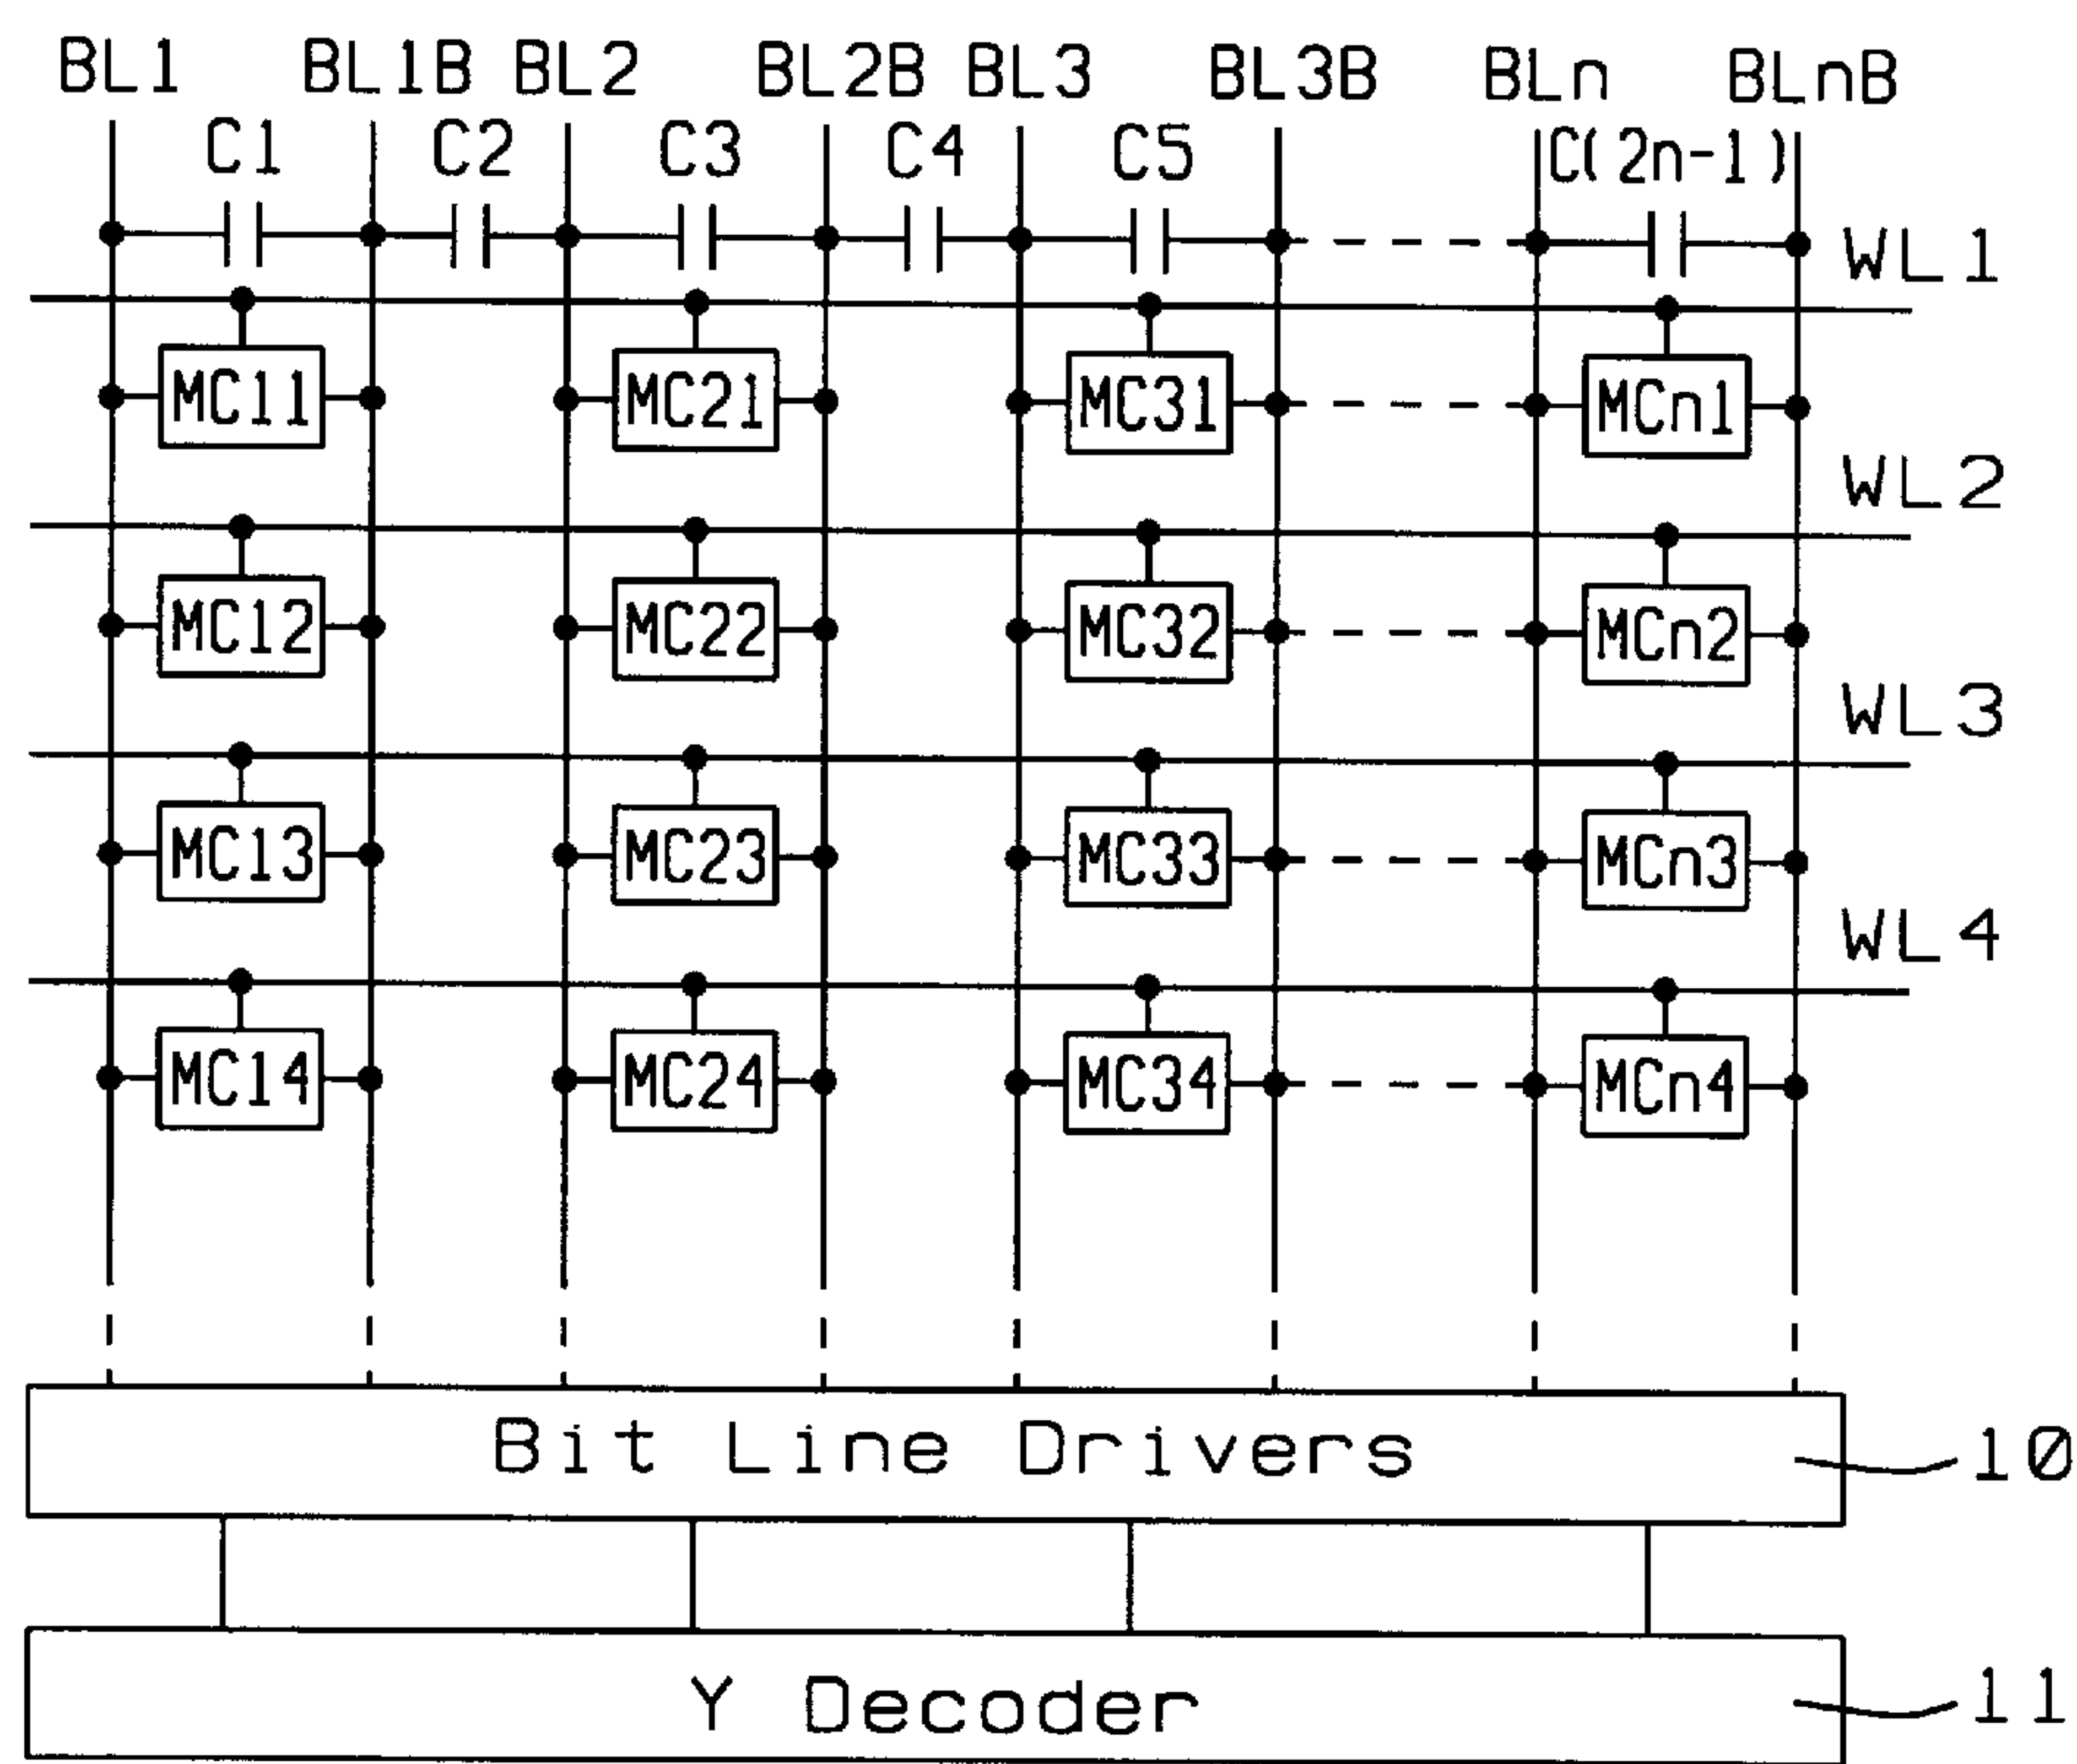 BL1 BL1B BL2 BL2B BL3 BL3B BLn BLnB
C1 C2 C3 C4 C5 C(2n-1)
WL1
MC11 MC21 MC31 MCn1
WL2
MC12 MC22 MC32 MCn2
WL3
MC13 MC23 MC33 MCn3
WL4
MC14 MC24 MC34 MCn4
Bit Line Drivers 10
Y Decoder 11